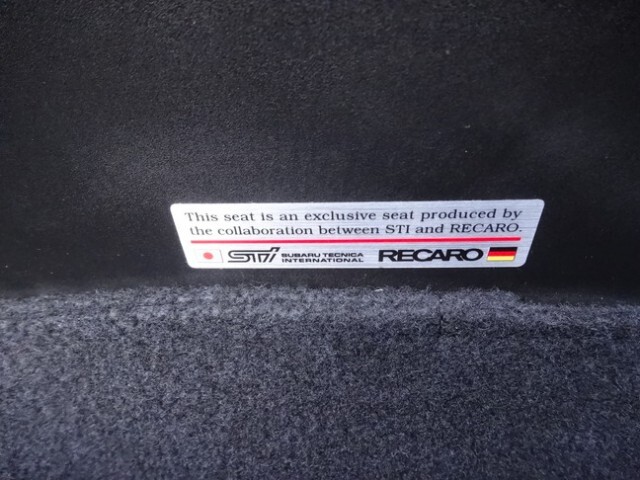 This seat is an exclusive seat produced by
the collaboration between STI and RECARO.
STI SUBARU TECNICA INTERNATIONAL RECARO